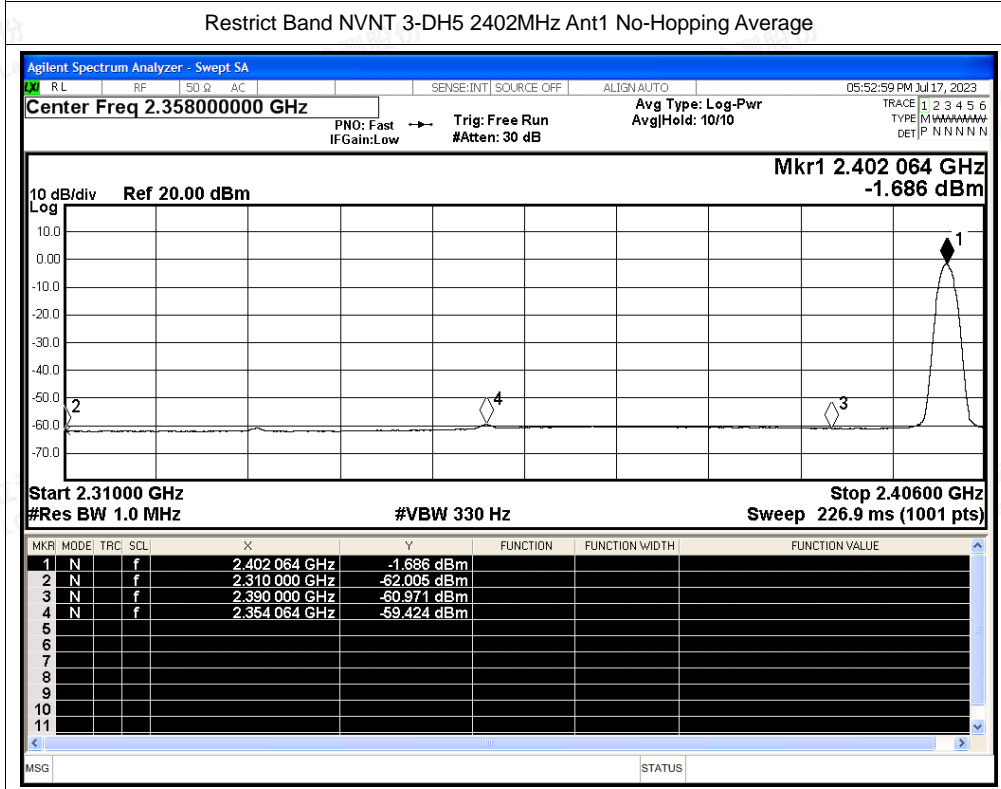 Restrict Band NVNT 3-DH5 2402MHz Ant1 No-Hopping Average
Agilent Spectrum Analyzer - Swept SA
LXI RL RF 50 Ω AC SENSE:INT SOURCE OFF ALIGN AUTO 05:52:59 PM Jul 17, 2023
Center Freq 2.358000000 GHz
PNO: Fast
IFGain:Low
Trig: Free Run
#Atten: 30 dB
Avg Type: Log-Pwr
Avg|Hold: 10/10
TRACE 1 2 3 4 5 6
TYPE M
DET P N N N N N
Mkr1 2.402 064 GHz
-1.686 dBm
10 dB/div Ref 20.00 dBm
Log
10.0
0.00
-10.0
-20.0
-30.0
-40.0
-50.0
-60.0
-70.0
1
2
4
3
Start 2.31000 GHz Stop 2.40600 GHz
#Res BW 1.0 MHz #VBW 330 Hz Sweep 226.9 ms (1001 pts)
MKR MODE TRC SCL X Y FUNCTION FUNCTION WIDTH FUNCTION VALUE
1 N f 2.402 064 GHz -1.686 dBm
2 N f 2.310 000 GHz -62.005 dBm
3 N f 2.390 000 GHz -60.971 dBm
4 N f 2.354 064 GHz -59.424 dBm
5
6
7
8
9
10
11
MSG STATUS